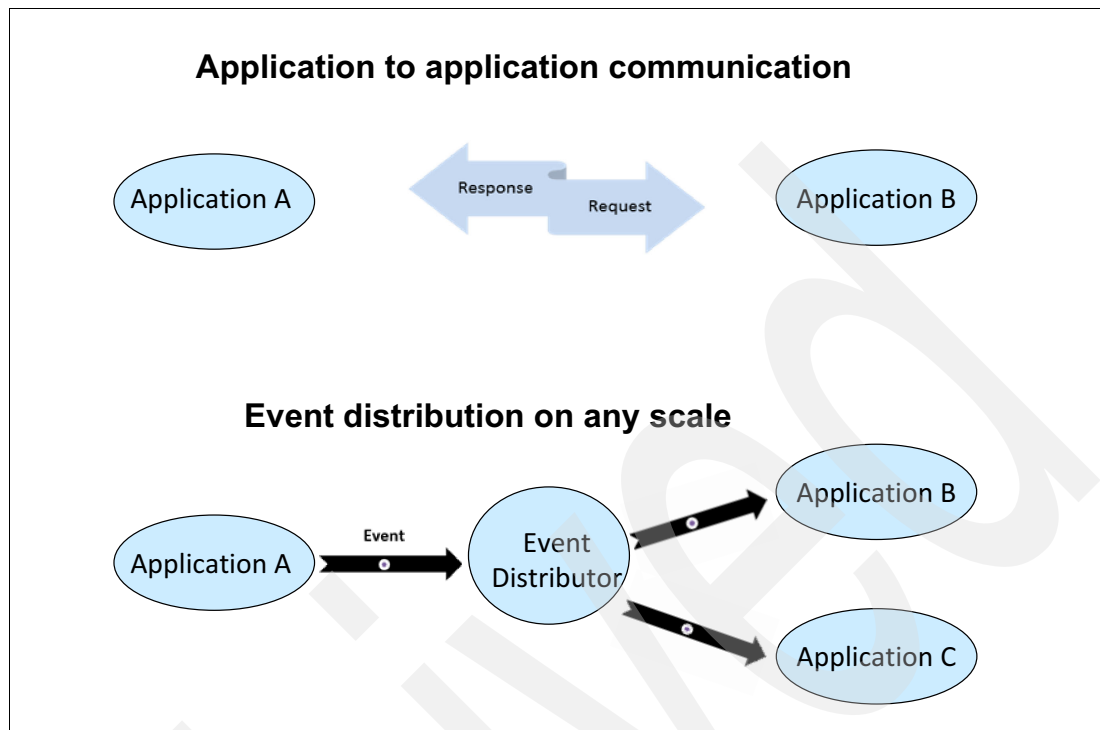 Application to application communication
Application A
Response
Request
Application B
Event distribution on any scale
Application A
Event
Event
Distributor
Application B
Application C